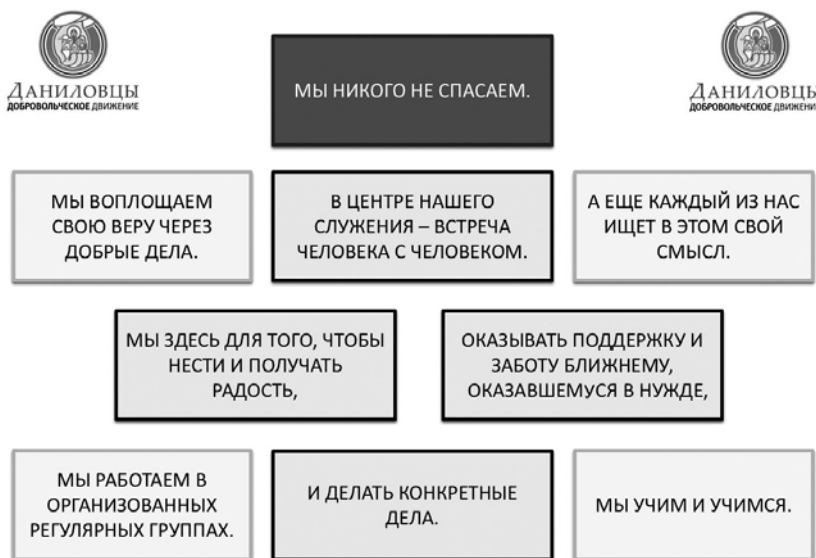 ДАНИЛОВЦЫ
ДОБРОВОЛЬЧЕСКОЕ ДВИЖЕНИЕ
МЫ НИКОГО НЕ СПАСАЕМ.
ДАНИЛОВЦЬ
ДОБРОВОЛЬЧЕСКОЕ ДВИЖЕНИ
МЫ ВОПЛОЩАЕМ
СВОЮ ВЕРУ ЧЕРЕЗ
ДОБРЫЕ ДЕЛА.
В ЦЕНТРЕ НАШЕГО
СЛУЖЕНИЯ – ВСТРЕЧА
ЧЕЛОВЕКА С ЧЕЛОВЕКОМ.
А ЕЩЕ КАЖДЫЙ ИЗ НАС
ИЩЕТ В ЭТОМ СВОЙ
СМЫСЛ.
МЫ ЗДЕСЬ ДЛЯ ТОГО, ЧТОБЫ
НЕСТИ И ПОЛУЧАТЬ
РАДОСТЬ,
ОКАЗЫВАТЬ ПОДДЕРЖКУ И
ЗАБОТУ БЛИЖНЕМУ,
ОКАЗАВШЕМУСЯ В НУЖДЕ,
МЫ РАБОТАЕМ В
ОРГАНИЗОВАННЫХ
РЕГУЛЯРНЫХ ГРУППАХ.
И ДЕЛАТЬ КОНКРЕТНЫЕ
ДЕЛА.
МЫ УЧИМ И УЧИМСЯ.